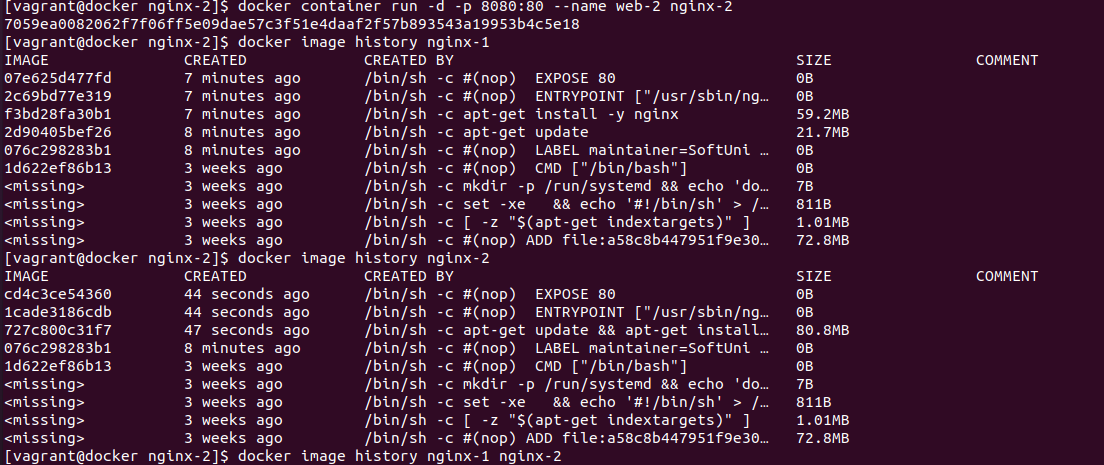 [vagrant@docker nginx-2]$ docker container run -d -p 8080:80 --name web-2 nginx-2
7059ea0082062f7f06ff5e09dae57c3f51e4daaf2f57b893543a19953b4c5e18
[vagrant@docker nginx-2]$ docker image history nginx-1
IMAGE CREATED CREATED BY SIZE COMMENT
07e625d477fd 7 minutes ago /bin/sh -c #(nop) EXPOSE 80 0B
2c69bd77e319 7 minutes ago /bin/sh -c #(nop) ENTRYPOINT ["/usr/sbin/ng… 0B
f3bd28fa30b1 7 minutes ago /bin/sh -c apt-get install -y nginx 59.2MB
2d90405bef26 8 minutes ago /bin/sh -c apt-get update 21.7MB
076c298283b1 8 minutes ago /bin/sh -c #(nop) LABEL maintainer=SoftUni … 0B
1d622ef86b13 3 weeks ago /bin/sh -c #(nop) CMD ["/bin/bash"] 0B
<missing> 3 weeks ago /bin/sh -c mkdir -p /run/systemd && echo 'do… 7B
<missing> 3 weeks ago /bin/sh -c set -xe && echo '#!/bin/sh' > /… 811B
<missing> 3 weeks ago /bin/sh -c [ -z "$(apt-get indextargets)" ] 1.01MB
<missing> 3 weeks ago /bin/sh -c #(nop) ADD file:a58c8b447951f9e30… 72.8MB
[vagrant@docker nginx-2]$ docker image history nginx-2
IMAGE CREATED CREATED BY SIZE COMMENT
cd4c3ce54360 44 seconds ago /bin/sh -c #(nop) EXPOSE 80 0B
1cade3186cdb 44 seconds ago /bin/sh -c #(nop) ENTRYPOINT ["/usr/sbin/ng… 0B
727c800c31f7 47 seconds ago /bin/sh -c apt-get update && apt-get install… 80.8MB
076c298283b1 8 minutes ago /bin/sh -c #(nop) LABEL maintainer=SoftUni … 0B
1d622ef86b13 3 weeks ago /bin/sh -c #(nop) CMD ["/bin/bash"] 0B
<missing> 3 weeks ago /bin/sh -c mkdir -p /run/systemd && echo 'do… 7B
<missing> 3 weeks ago /bin/sh -c set -xe && echo '#!/bin/sh' > /… 811B
<missing> 3 weeks ago /bin/sh -c [ -z "$(apt-get indextargets)" ] 1.01MB
<missing> 3 weeks ago /bin/sh -c #(nop) ADD file:a58c8b447951f9e30… 72.8MB
[vagrant@docker nginx-2]$ docker image history nginx-1 nginx-2